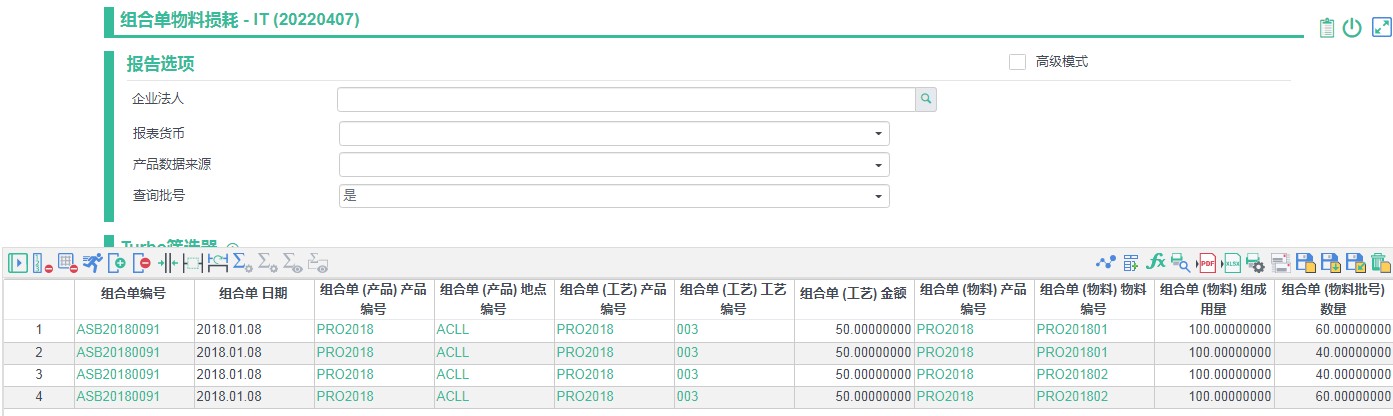 组合单物料损耗 - IT (20220407)
报告选项
高级模式
企业法人
报表货币
产品数据来源
查询批号 是
Turbo筛选器
fx PDF XLSX
组合单编号 组合单 日期 组合单 (产品) 产品编号 组合单 (产品) 地点编号 组合单 (工艺) 产品编号 组合单 (工艺) 工艺编号 组合单 (工艺) 金额 组合单 (物料) 产品编号 组合单 (物料) 物料编号 组合单 (物料) 组成用量 组合单 (物料批号) 数量
1 ASB20180091 2018.01.08 PRO2018 ACLL PRO2018 003 50.00000000 PRO2018 PRO201801 100.00000000 60.00000000
2 ASB20180091 2018.01.08 PRO2018 ACLL PRO2018 003 50.00000000 PRO2018 PRO201801 100.00000000 40.00000000
3 ASB20180091 2018.01.08 PRO2018 ACLL PRO2018 003 50.00000000 PRO2018 PRO201802 100.00000000 40.00000000
4 ASB20180091 2018.01.08 PRO2018 ACLL PRO2018 003 50.00000000 PRO2018 PRO201802 100.00000000 60.00000000